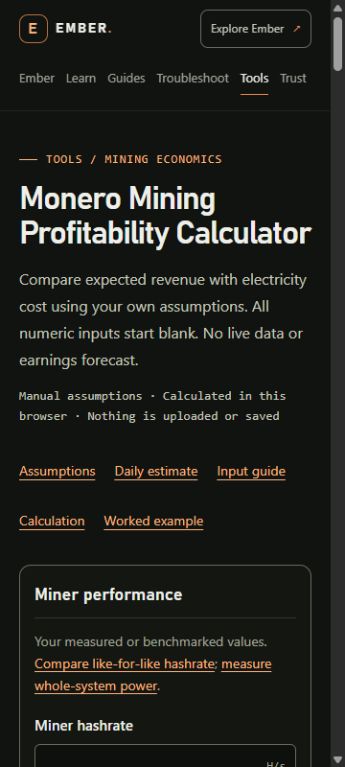 E EMBER.
Explore Ember ↗
Ember Learn Guides Troubleshoot Tools Trust
TOOLS / MINING ECONOMICS
Monero Mining
Profitability Calculator
Compare expected revenue with electricity
cost using your own assumptions. All
numeric inputs start blank. No live data or
earnings forecast.
Manual assumptions · Calculated in this
browser · Nothing is uploaded or saved
Assumptions Daily estimate Input guide
Calculation Worked example
Miner performance
Your measured or benchmarked values.
Compare like-for-like hashrate; measure
whole-system power.
Miner hashrate
H/s